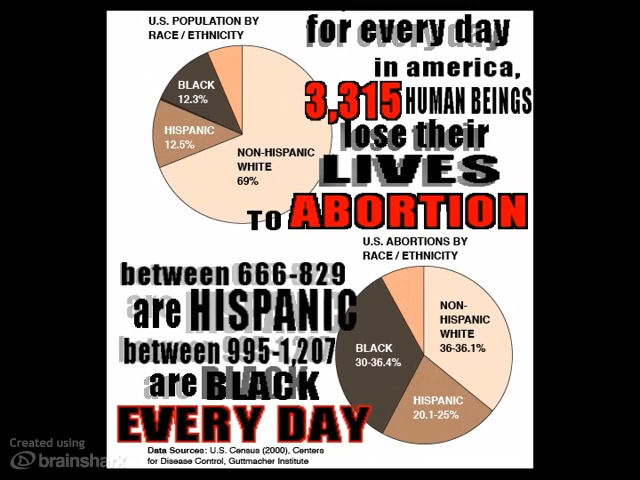 U.S. POPULATION BY
RACE / ETHNICITY
BLACK
12.3%
HISPANIC
12.5%
NON-HISPANIC
WHITE
69%
for every day
in america,
3,315 HUMAN BEINGS
lose their
LIVES
TO ABORTION
U.S. ABORTIONS BY
RACE / ETHNICITY
between 666-829
are HISPANIC
between 995-1,207
are BLACK
EVERY DAY
NON-
HISPANIC
WHITE
36-36.1%
BLACK
30-36.4%
HISPANIC
20.1-25%
Data Sources: U.S. Census (2000), Centers
for Disease Control, Guttmacher Institute
Created using
brainshark